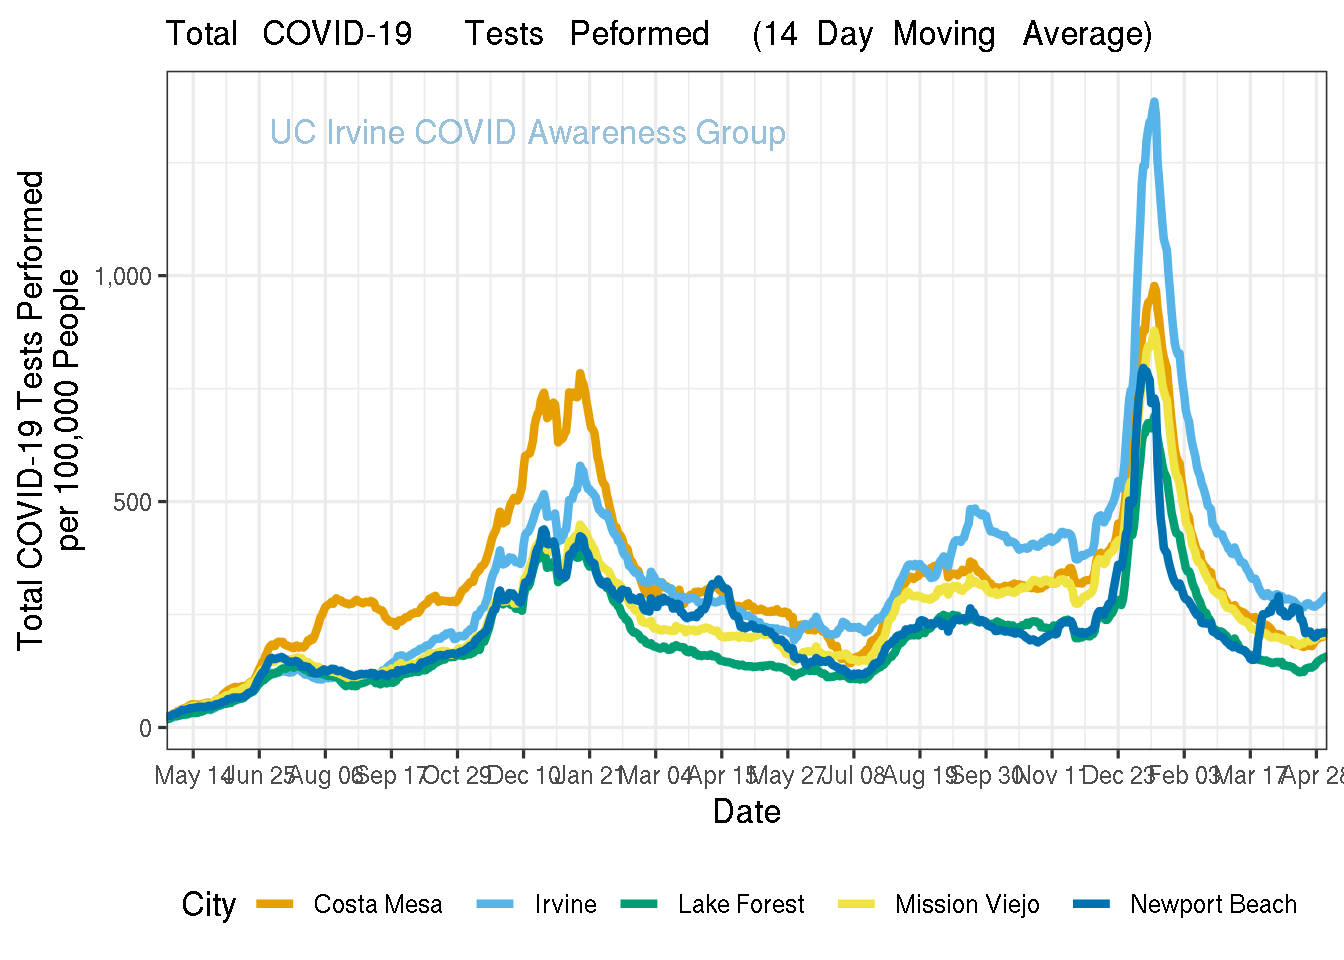 Total COVID-19 Tests Peformed (14 Day Moving Average)
UC Irvine COVID Awareness Group
Total COVID-19 Tests Performed
per 100,000 People
1,000
500
0
May 14 Jun 25 Aug 06 Sep 17 Oct 29 Dec 10 Jan 21 Mar 04 Apr 15 May 27 Jul 08 Aug 19 Sep 30 Nov 11 Dec 23 Feb 03 Mar 17 Apr 28
Date
City Costa Mesa Irvine Lake Forest Mission Viejo Newport Beach